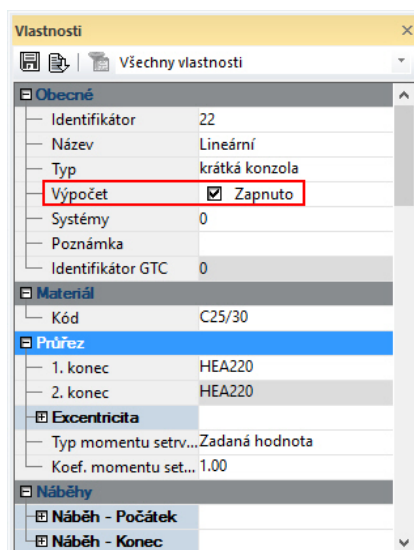 Vlastnosti
Všechny vlastnosti
Obecné
Identifikátor 22
Název Lineární
Typ krátká konzola
Výpočet Zapnuto
Systémy 0
Poznámka
Identifikátor GTC 0
Materiál
Kód C25/30
Průřez
1. konec HEA220
2. konec HEA220
Excentricita
Typ momentu setrv... Zadaná hodnota
Koef. momentu set... 1.00
Náběhy
Náběh - Počátek
Náběh - Konec